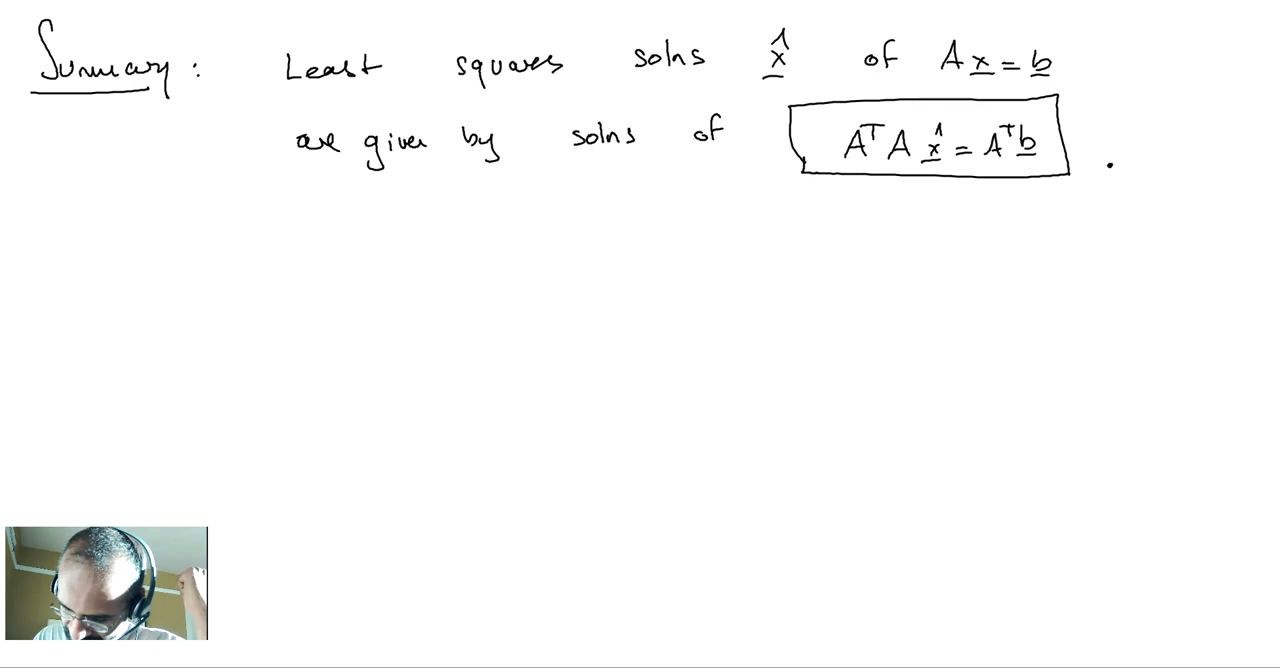 Summary: Least squares solns x̂ of Ax = b
are given by solns of AᵀA x̂ = Aᵀb.